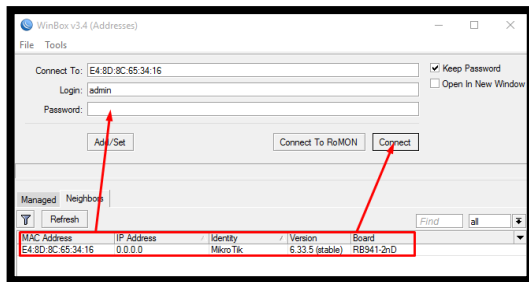 WinBox v3.4 (Addresses)
File Tools
Connect To: E4:8D:8C:65:34:16
Keep Password
Login: admin
Open In New Window
Password:
Add/Set Connect To RoMON Connect
Managed Neighbors
Refresh Find all
MAC Address IP Address Identity Version Board
E4:8D:8C:65:34:16 0.0.0.0 MikroTik 6.33.5 (stable) RB941-2nD